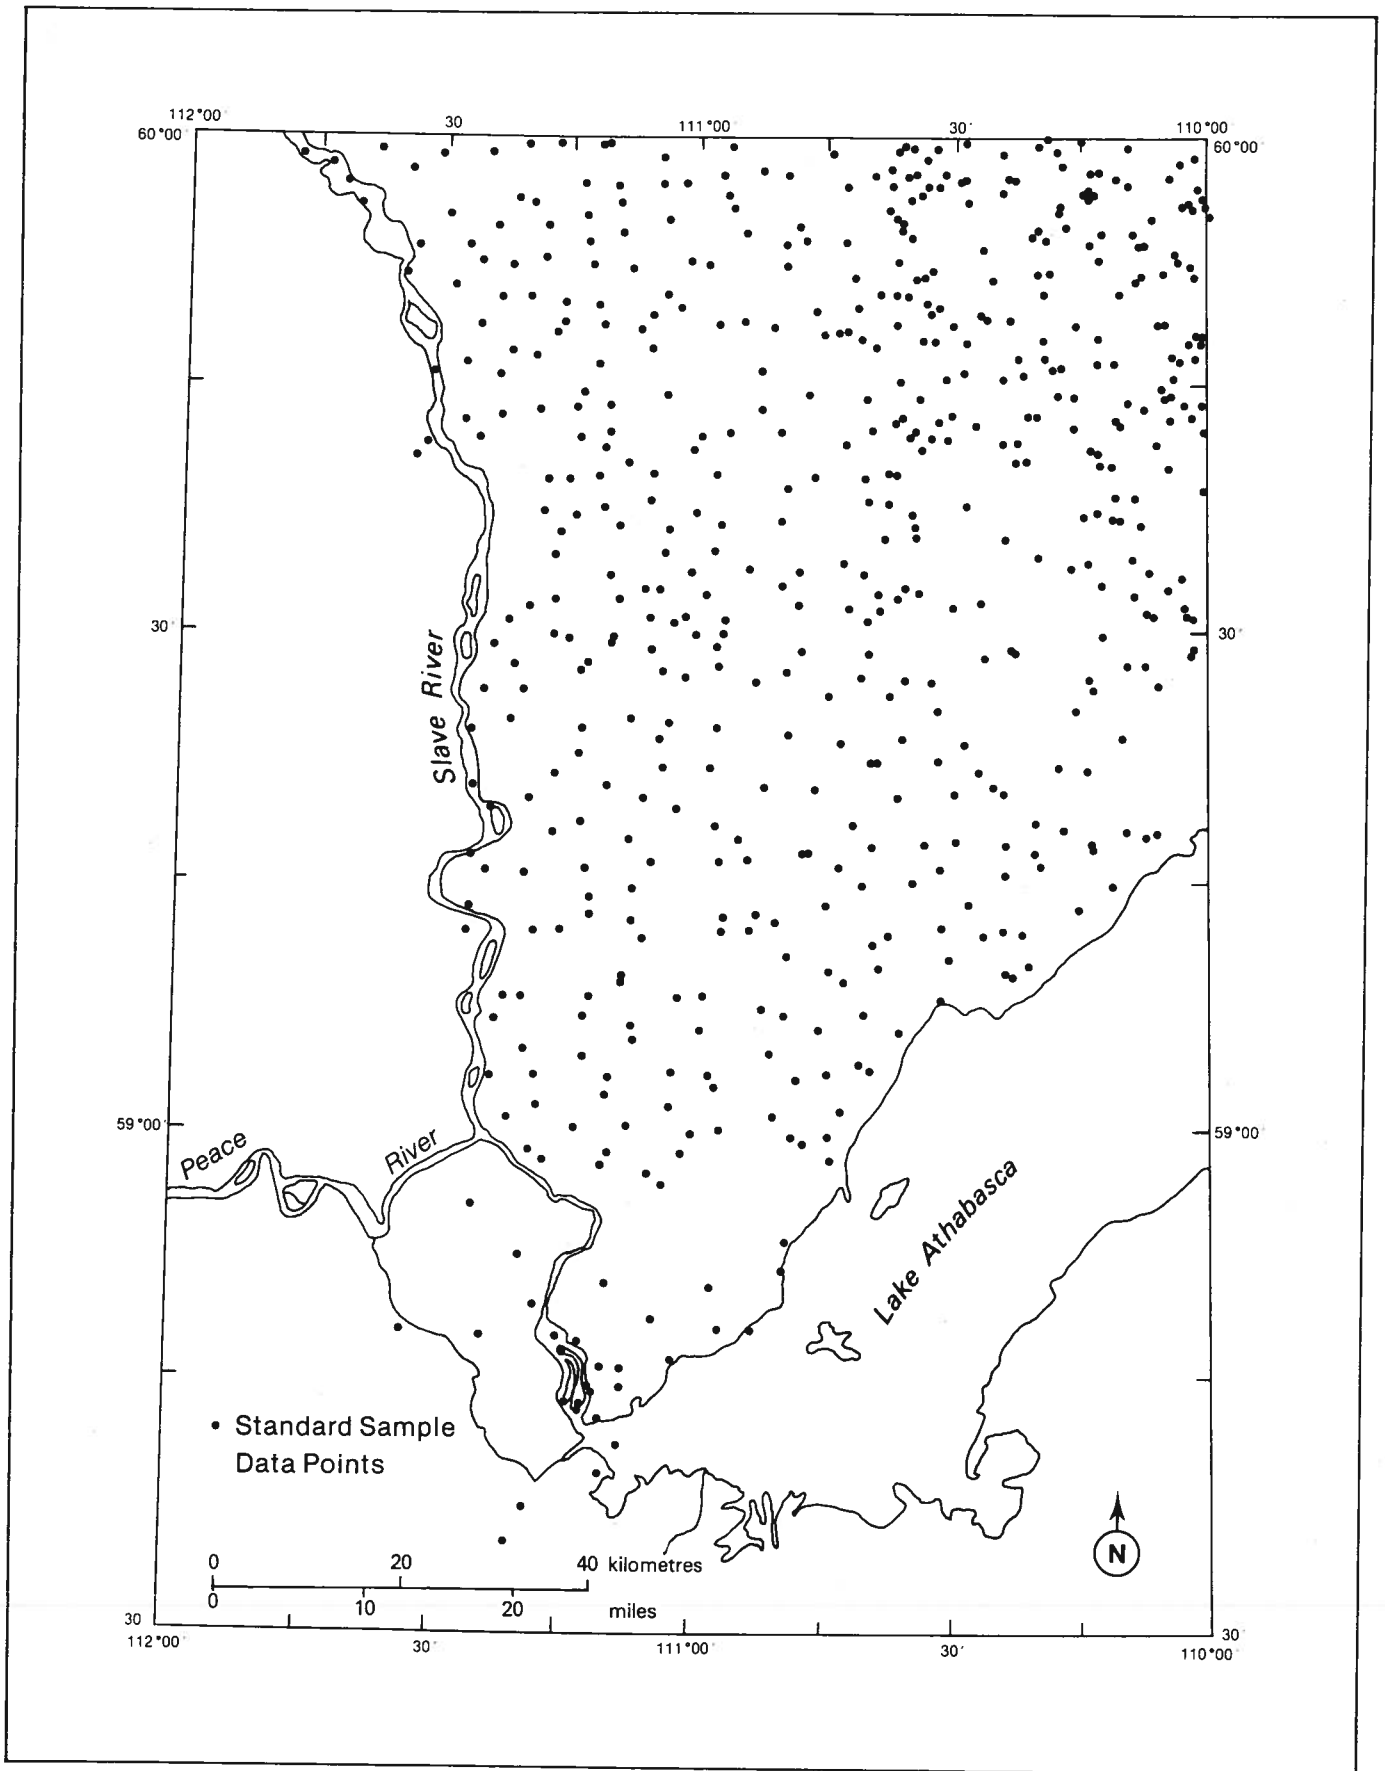 112°00'
30
111°00'
30'
110°00'
60°00'
60°00'
30'
30'
Slave River
59°00'
59°00
Peace
River
Lake Athabasca
Standard Sample
Data Points
N
0
20
40 kilometres
0
10
20
miles
30
30
112°00'
30'
111°00'
30'
110°00'